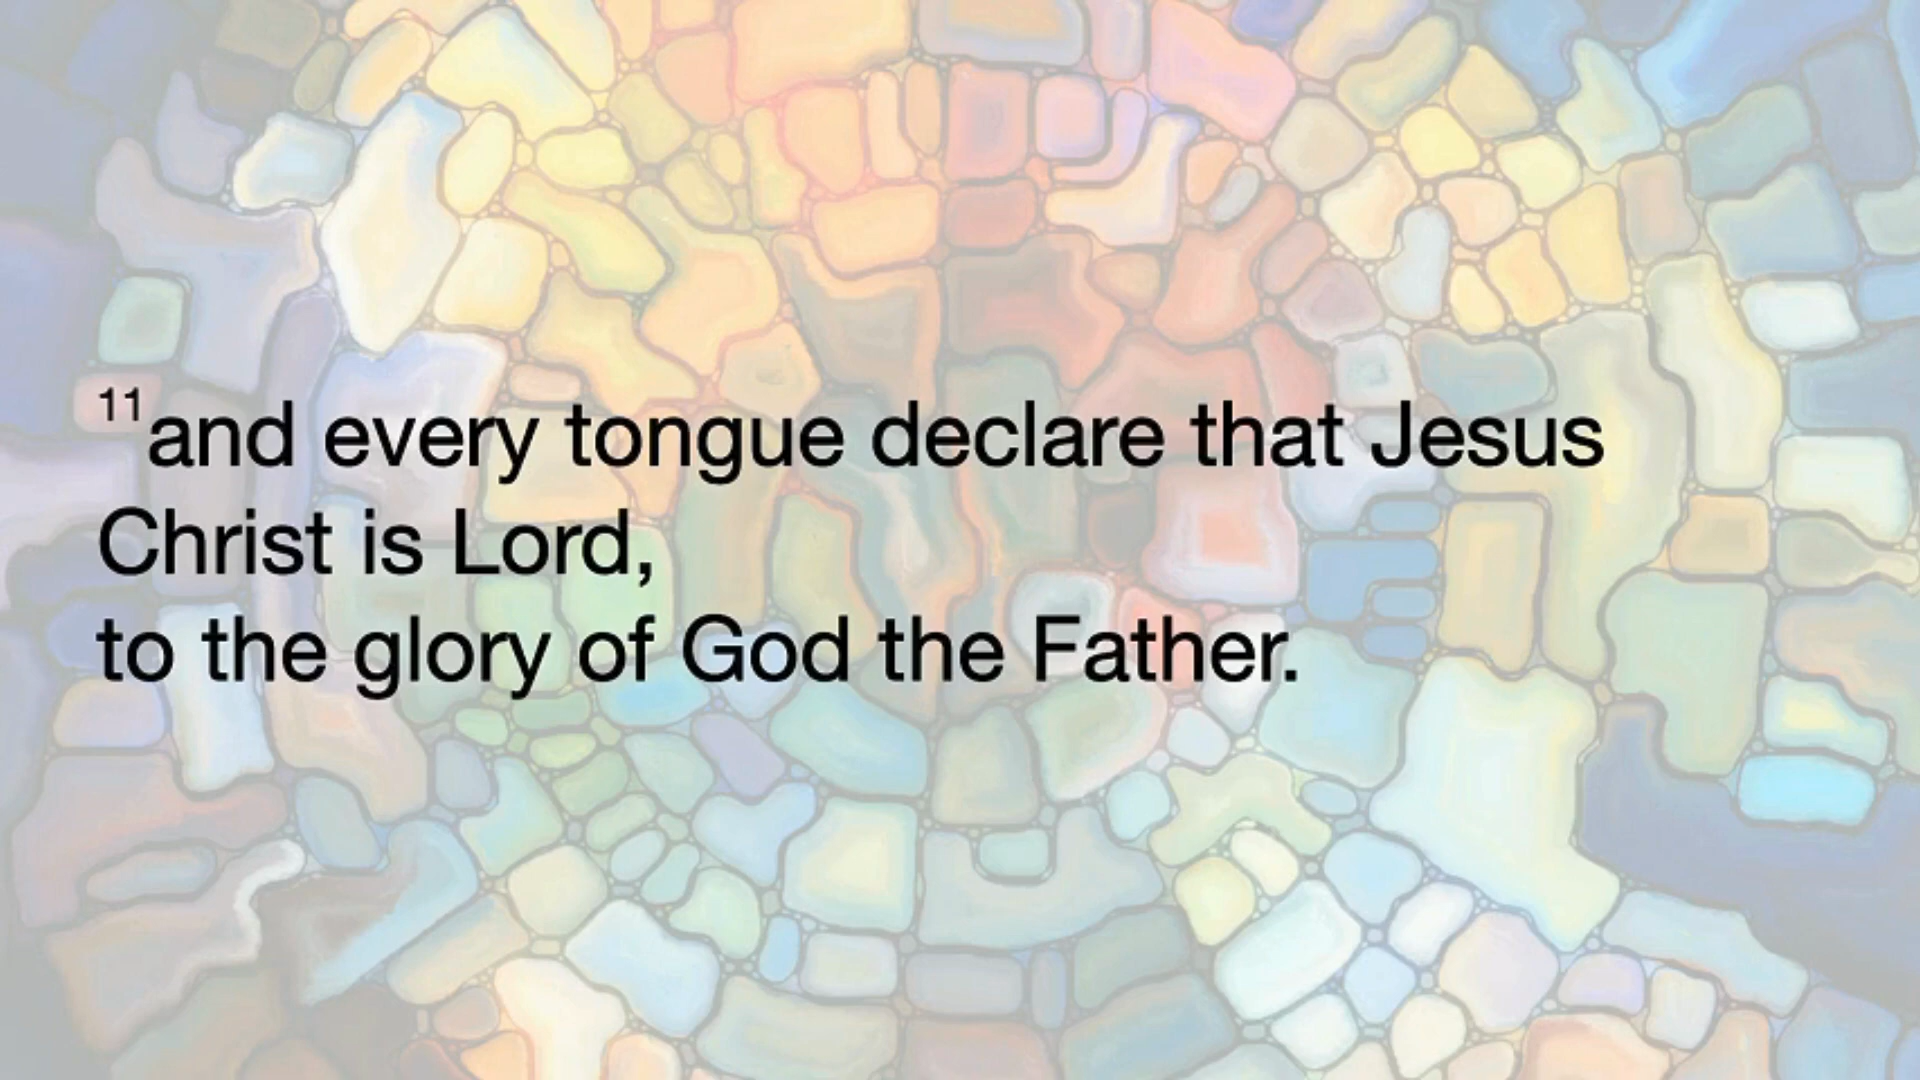 11and every tongue declare that Jesus
Christ is Lord,
to the glory of God the Father.